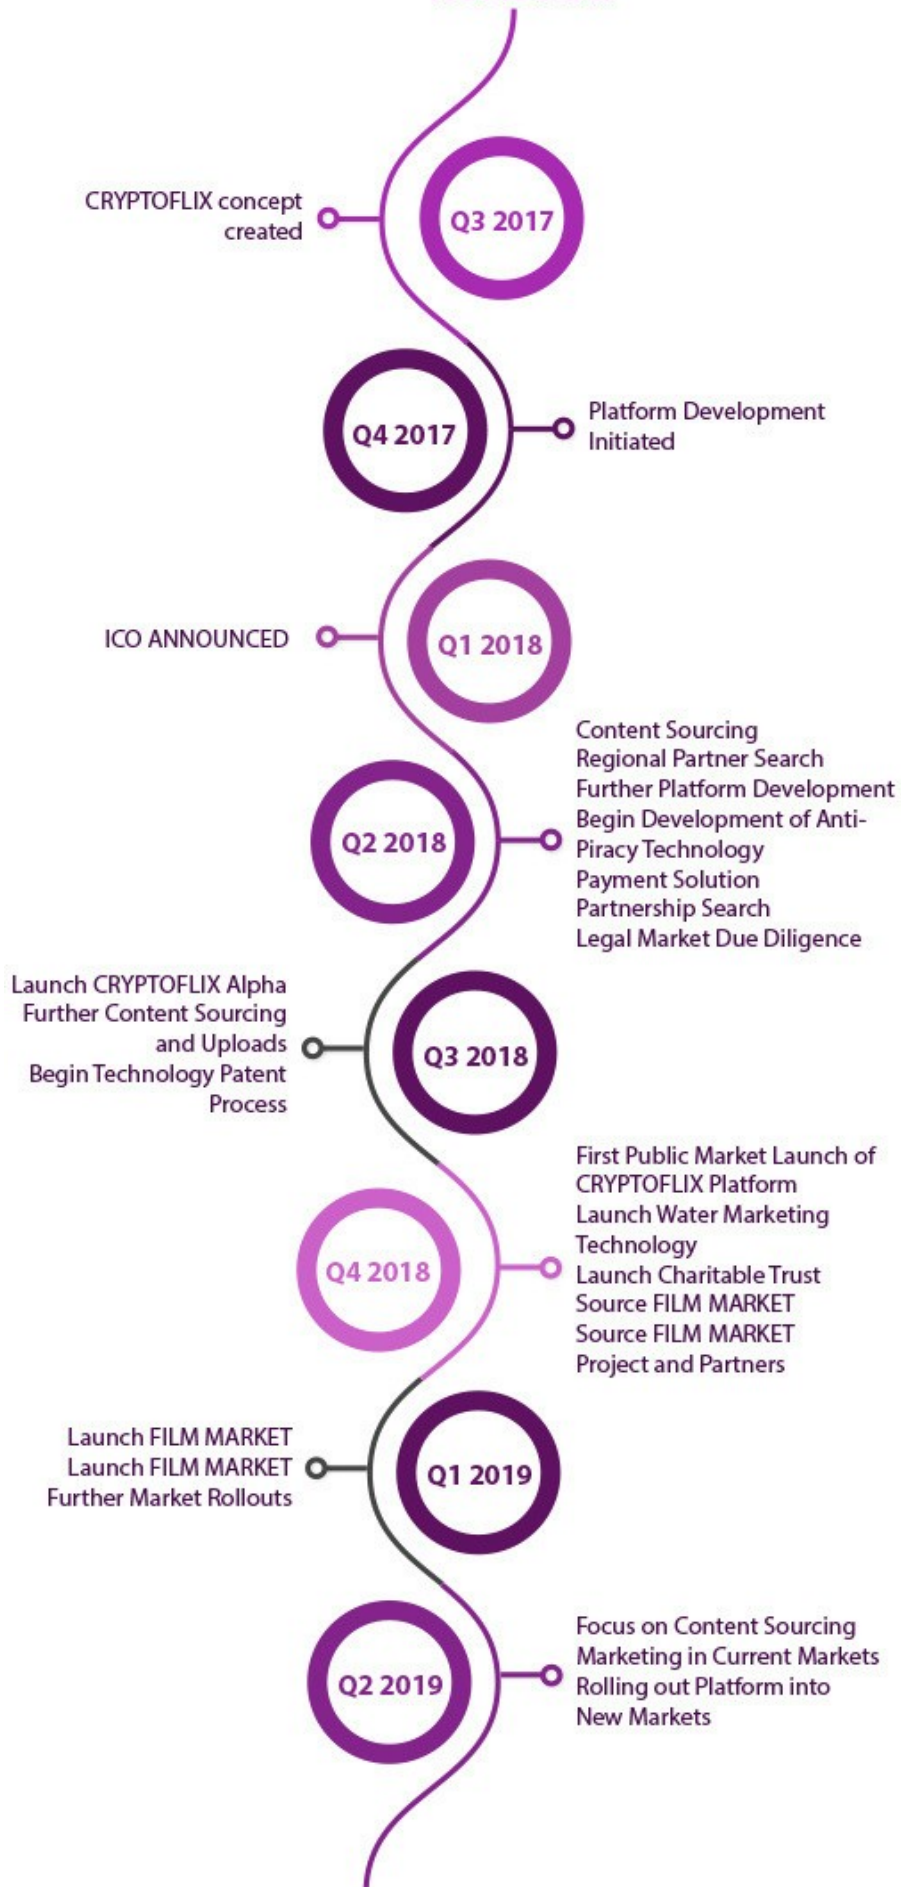 CRYPTOFLIX concept
created
Q3 2017
Q4 2017
Platform Development
Initiated
ICO ANNOUNCED
Q1 2018
Q2 2018
Content Sourcing
Regional Partner Search
Further Platform Development
Begin Development of Anti-
Piracy Technology
Payment Solution
Partnership Search
Legal Market Due Diligence
Launch CRYPTOFLIX Alpha
Further Content Sourcing
and Uploads
Begin Technology Patent
Process
Q3 2018
Q4 2018
First Public Market Launch of
CRYPTOFLIX Platform
Launch Water Marketing
Technology
Launch Charitable Trust
Source FILM MARKET
Source FILM MARKET
Project and Partners
Launch FILM MARKET
Launch FILM MARKET
Further Market Rollouts
Q1 2019
Q2 2019
Focus on Content Sourcing
Marketing in Current Markets
Rolling out Platform into
New Markets